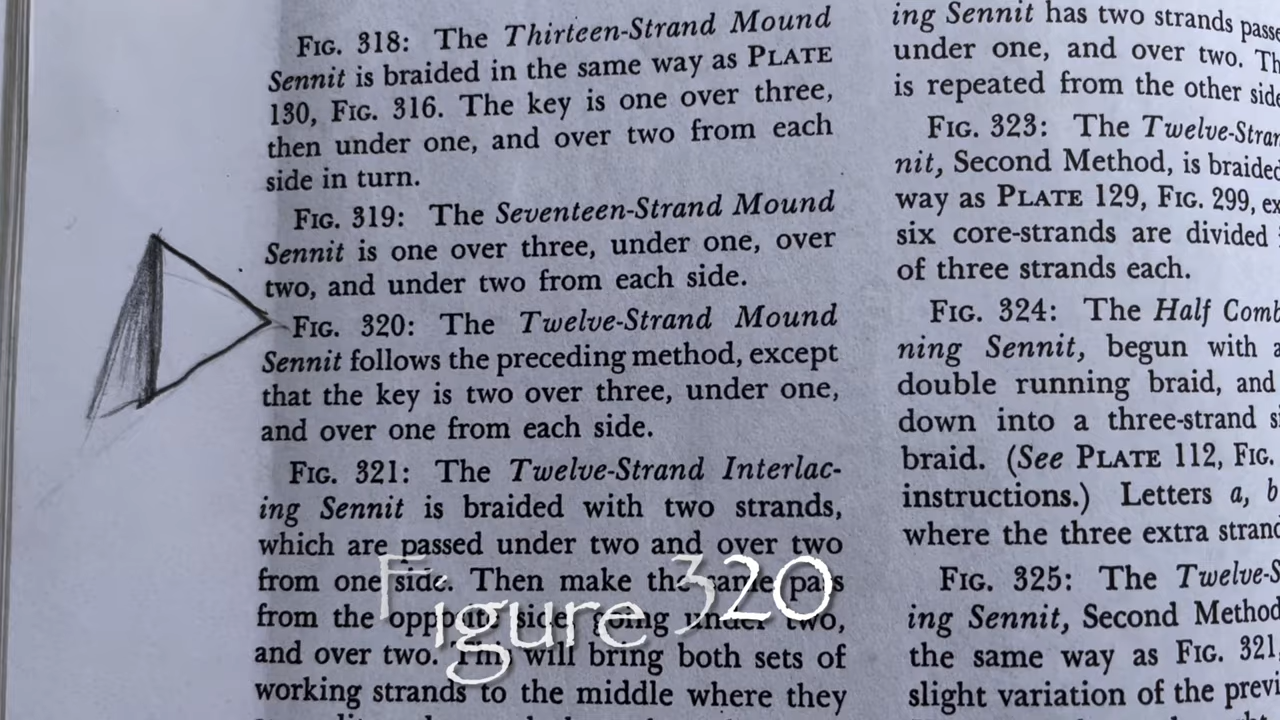 FIG. 318: The Thirteen-Strand Mound
Sennit is braided in the same way as PLATE
130, FIG. 316. The key is one over three,
then under one, and over two from each
side in turn.
FIG. 319: The Seventeen-Strand Mound
Sennit is one over three, under one, over
two, and under two from each side.
FIG. 320: The Twelve-Strand Mound
Sennit follows the preceding method, except
that the key is two over three, under one,
and over one from each side.
FIG. 321: The Twelve-Strand Interlac-
ing Sennit is braided with two strands,
which are passed under two and over two
from one side. Then make the same pass
from the opposite side, going under two,
and over two. This will bring both sets of
working strands to the middle where they
ing Sennit has two strands
under one, and over two.
is repeated from the other side
FIG. 323: The
nit, Second Method, is braided
way as PLATE 129, FIG. 299,
six core-strands are divided
of three strands each.
FIG. 324: The Half
ning Sennit, begun with a
double running braid, and
down into a three-strand
braid. (See PLATE 112, FIG.
instructions.) Letters a, b
where the three extra
FIG. 325: The
ing Sennit, Second Method
the same way as FIG. 321,
slight variation of the
Figure 320